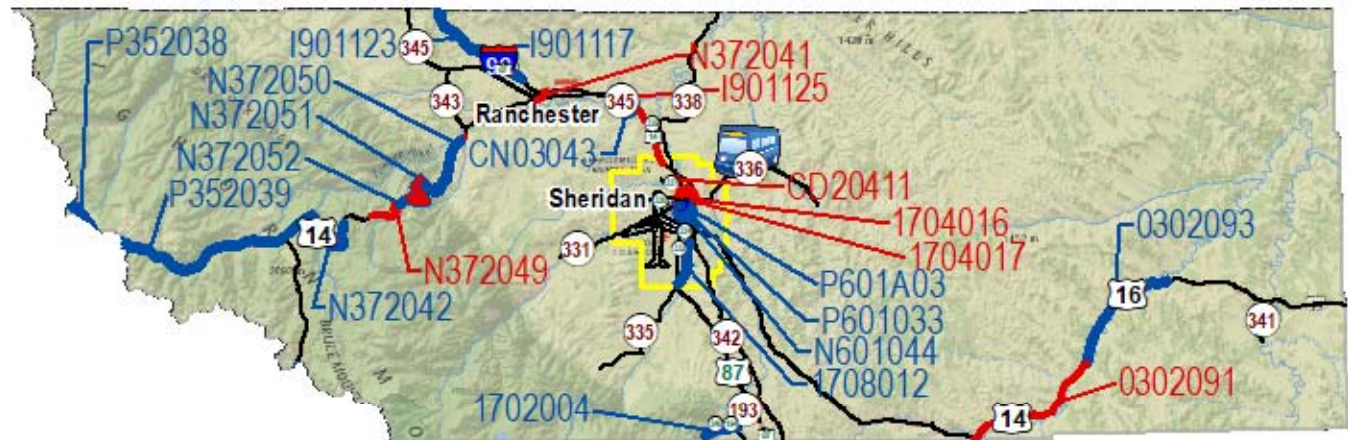 P352038
I901123
345
I901117
N372041
N372050
I901125
343
Ranchester
345
338
N372051
CN03043
N372052
336
P352039
CD20411
Sheridan
1704016
0302093
14
331
1704017
N372049
P601A03
16
N372042
P601033
335
342
N601044
341
87
1708012
0302091
1702004
193
14